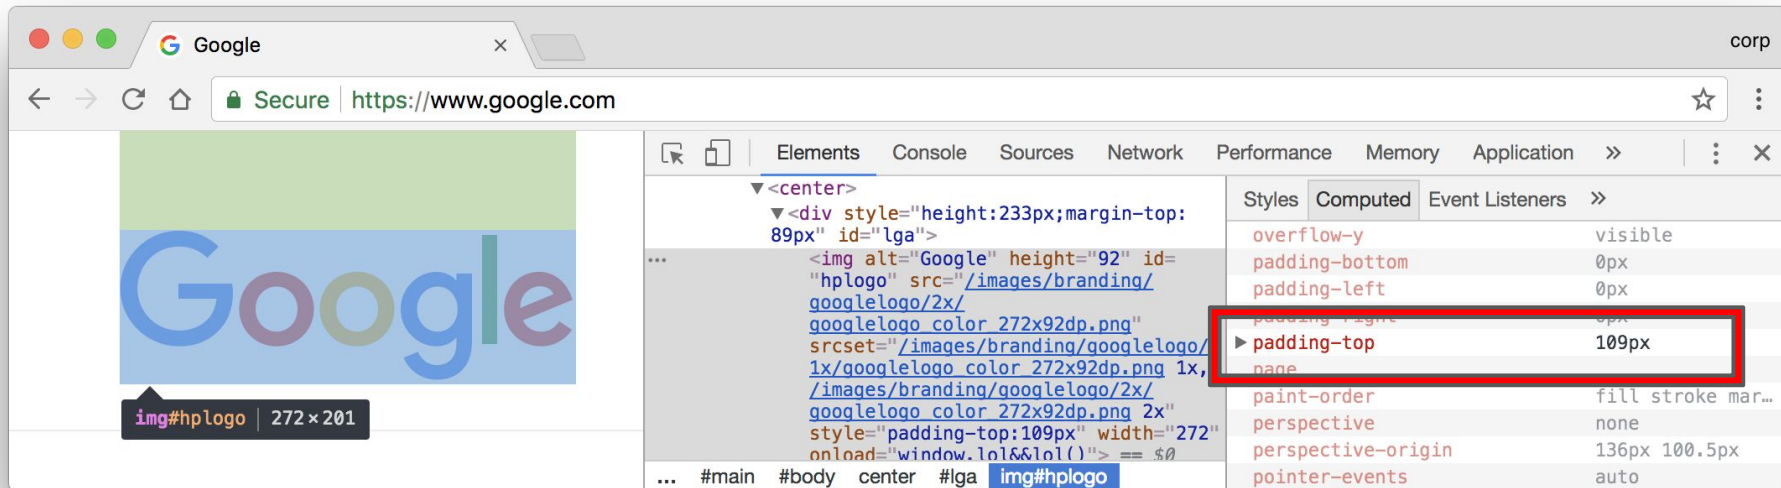 Google
corp
Secure https://www.google.com
Google
img#hplogo 272 × 201
Elements Console Sources Network Performance Memory Application »
▼<center>
▼<div style="height:233px;margin-top:
89px" id="lga">
... <img alt="Google" height="92" id=
"hplogo" src="/images/branding/
googlelogo/2x/
googlelogo_color_272x92dp.png"
srcset="/images/branding/googlelogo/
1x/googlelogo_color_272x92dp.png 1x,
/images/branding/googlelogo/2x/
googlelogo_color_272x92dp.png 2x"
style="padding-top:109px" width="272"
onload="window.lol&&lol()"> == $0
... #main #body center #lga img#hplogo
Styles Computed Event Listeners »
overflow-y visible
padding-bottom 0px
padding-left 0px
padding-right 0px
padding-top 109px
page
paint-order fill stroke mar…
perspective none
perspective-origin 136px 100.5px
pointer-events auto